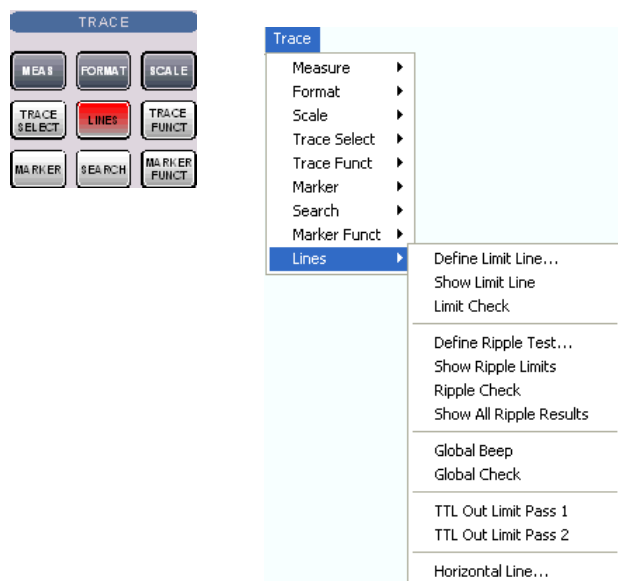 TRACE
MEAS FORMAT SCALE
TRACE SELECT LINES TRACE FUNCT
MARKER SEARCH MARKER FUNCT
Trace
Measure
Format
Scale
Trace Select
Trace Funct
Marker
Search
Marker Funct
Lines
Define Limit Line...
Show Limit Line
Limit Check
Define Ripple Test...
Show Ripple Limits
Ripple Check
Show All Ripple Results
Global Beep
Global Check
TTL Out Limit Pass 1
TTL Out Limit Pass 2
Horizontal Line...